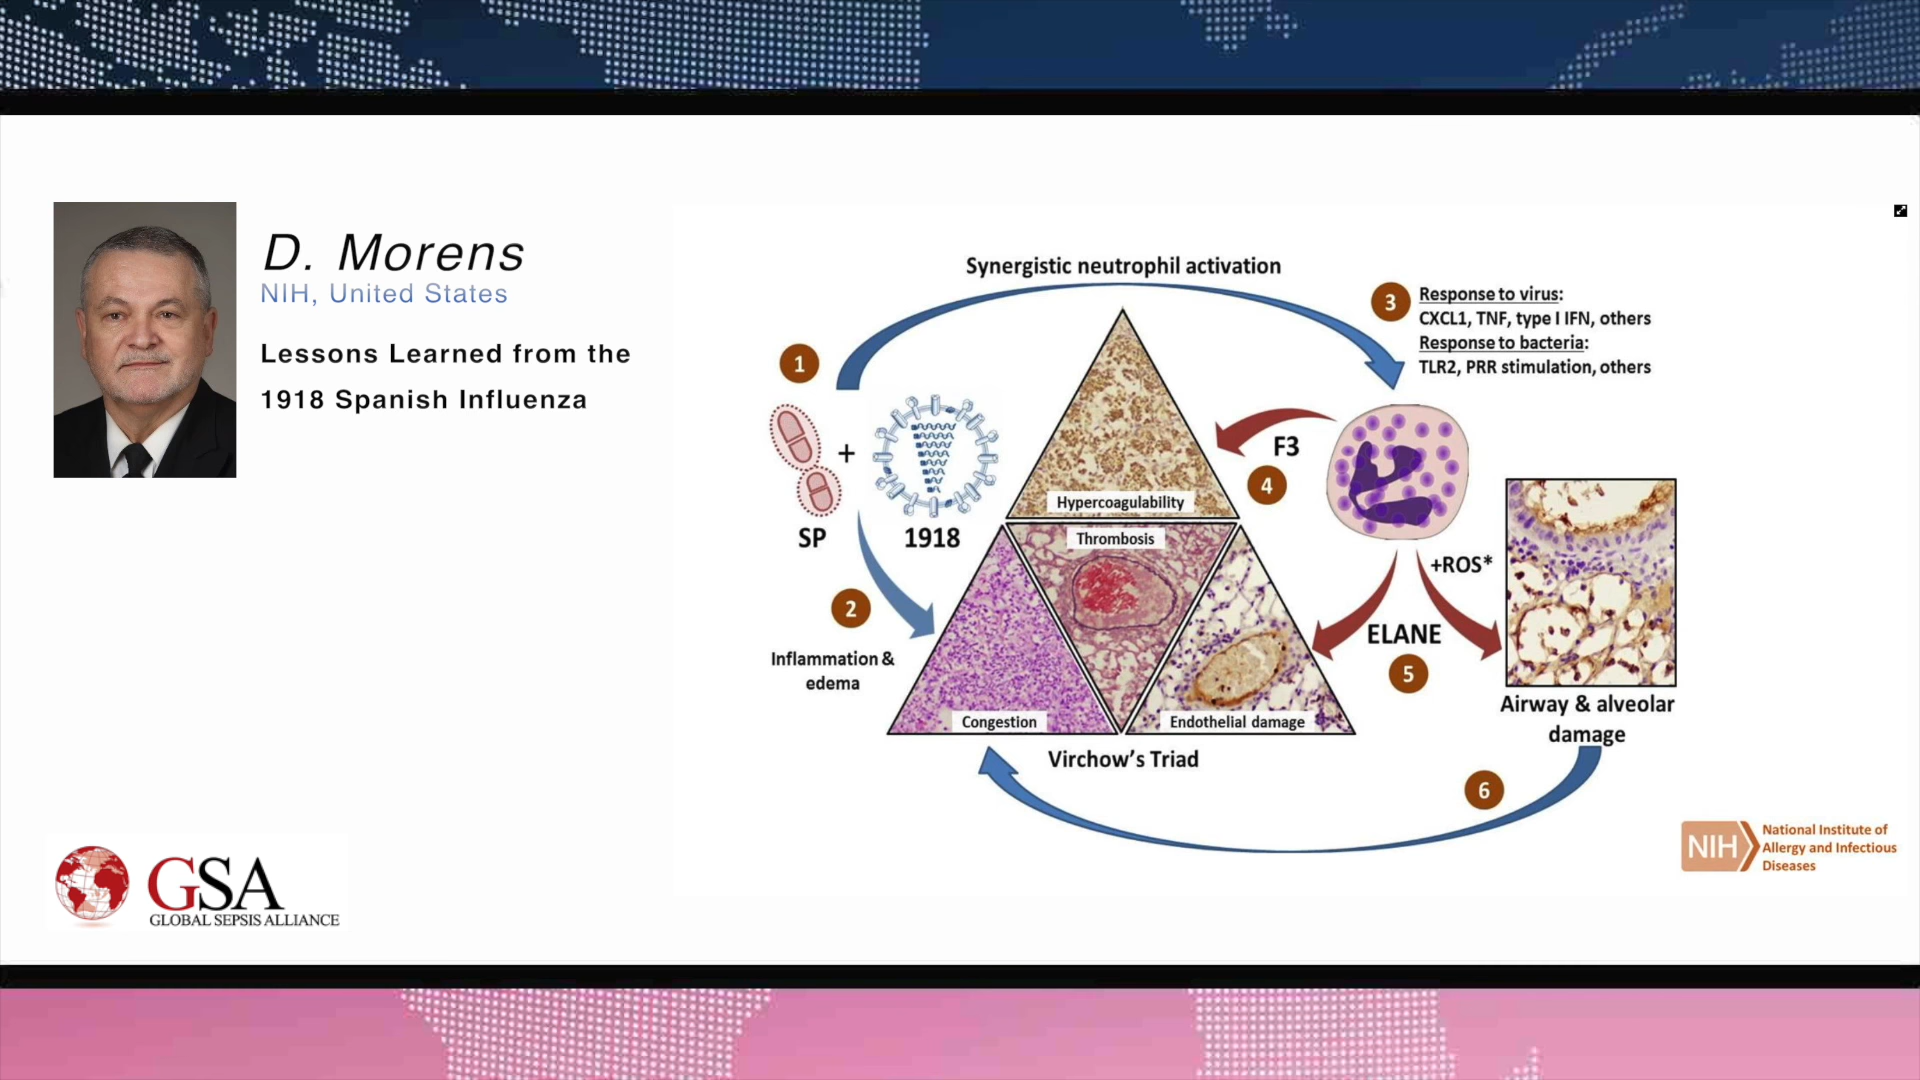 D. Morens
NIH, United States
Lessons Learned from the
1918 Spanish Influenza
Synergistic neutrophil activation
1
3
Response to virus:
CXCL1, TNF, type I IFN, others
Response to bacteria:
TLR2, PRR stimulation, others
+
SP
1918
F3
4
Hypercoagulability
Thrombosis
+ROS*
2
Inflammation &
edema
ELANE
5
Congestion
Endothelial damage
Airway & alveolar
damage
Virchow's Triad
6
NIH
National Institute of
Allergy and Infectious
Diseases
GSA
GLOBAL SEPSIS ALLIANCE